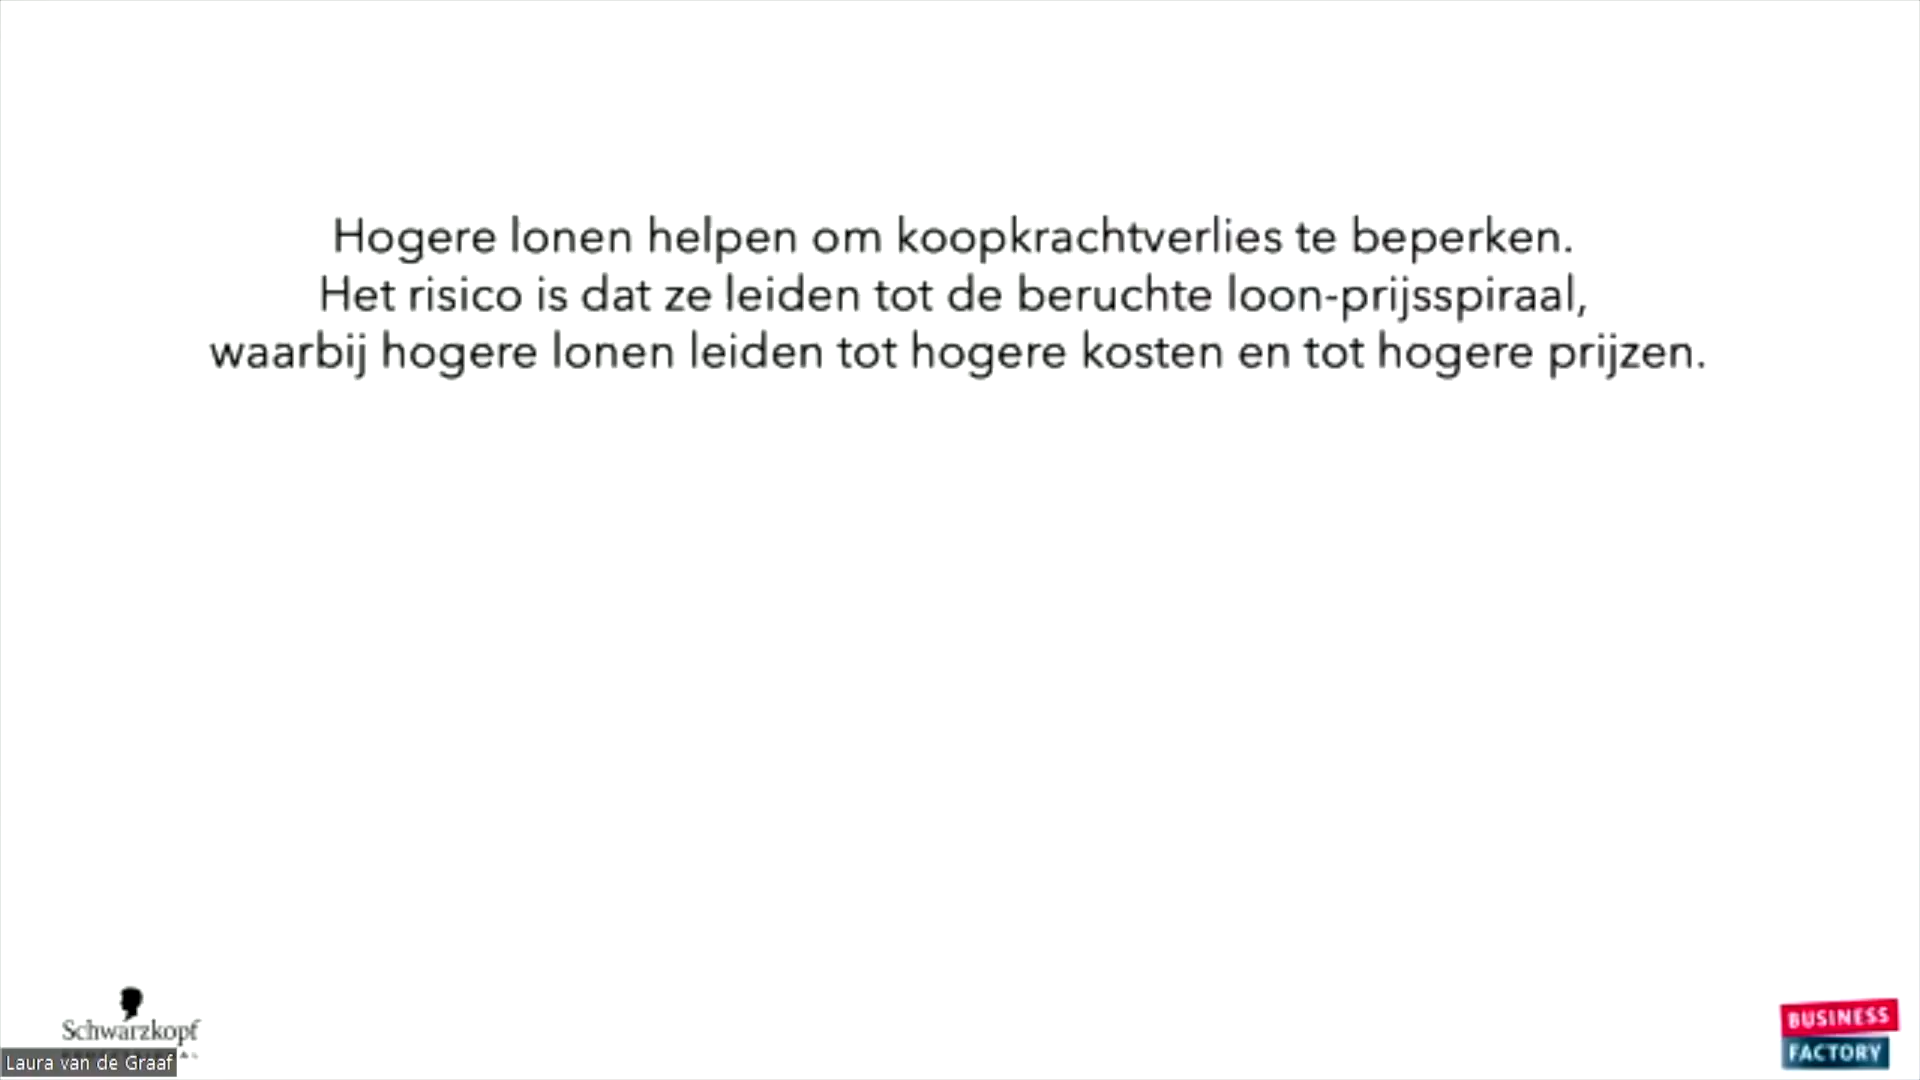 Hogere lonen helpen om koopkrachtverlies te beperken.
Het risico is dat ze leiden tot de beruchte loon-prijsspiraal,
waarbij hogere lonen leiden tot hogere kosten en tot hogere prijzen.
Schwarzkopf
Laura van de Graaf
BUSINESS
FACTORY